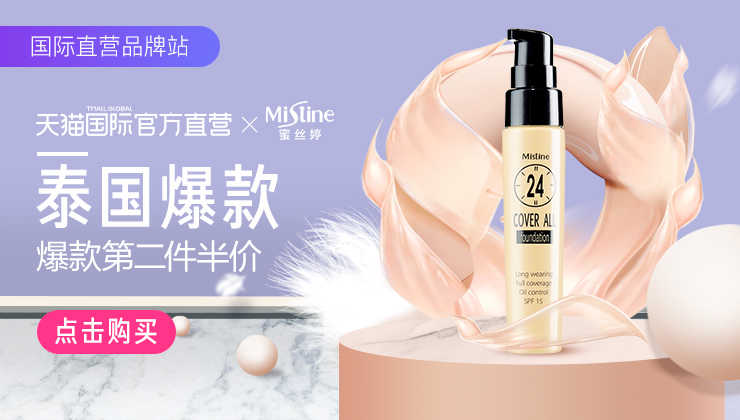 国际直营品牌站
TMALL GLOBAL
天猫国际官方直营 × Mistine
蜜丝婷
泰国爆款
爆款第二件半价
点击购买
Mistine
24
COVER ALL
foundation
Long wearing
full coverage
Oil control
SPF 15